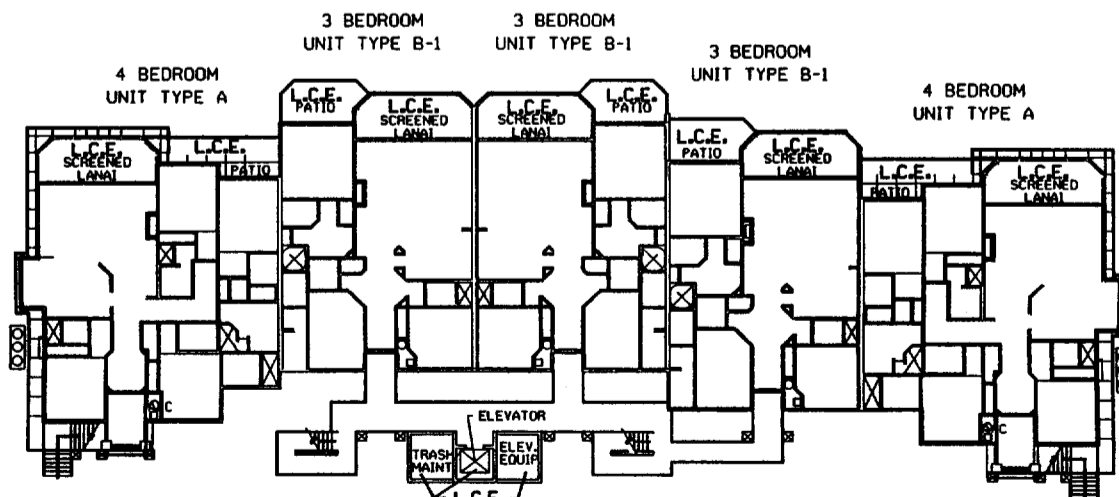 3 BEDROOM
UNIT TYPE B-1
3 BEDROOM
UNIT TYPE B-1
3 BEDROOM
UNIT TYPE B-1
4 BEDROOM
UNIT TYPE A
4 BEDROOM
UNIT TYPE A
L.C.E.
PATIO
L.C.E.
SCREENED
LANAI
L.C.E.
SCREENED
LANAI
L.C.E.
PATIO
L.C.E.
SCREENED
LANAI
L.C.E.
PATIO
L.C.E.
PATIO
L.C.E.
SCREENED
LANAI
L.C.E.
PATIO
L.C.E.
SCREENED
LANAI
C
C
ELEVATOR
TRASH
MAINT
ELEV.
EQUIP
L.C.E.